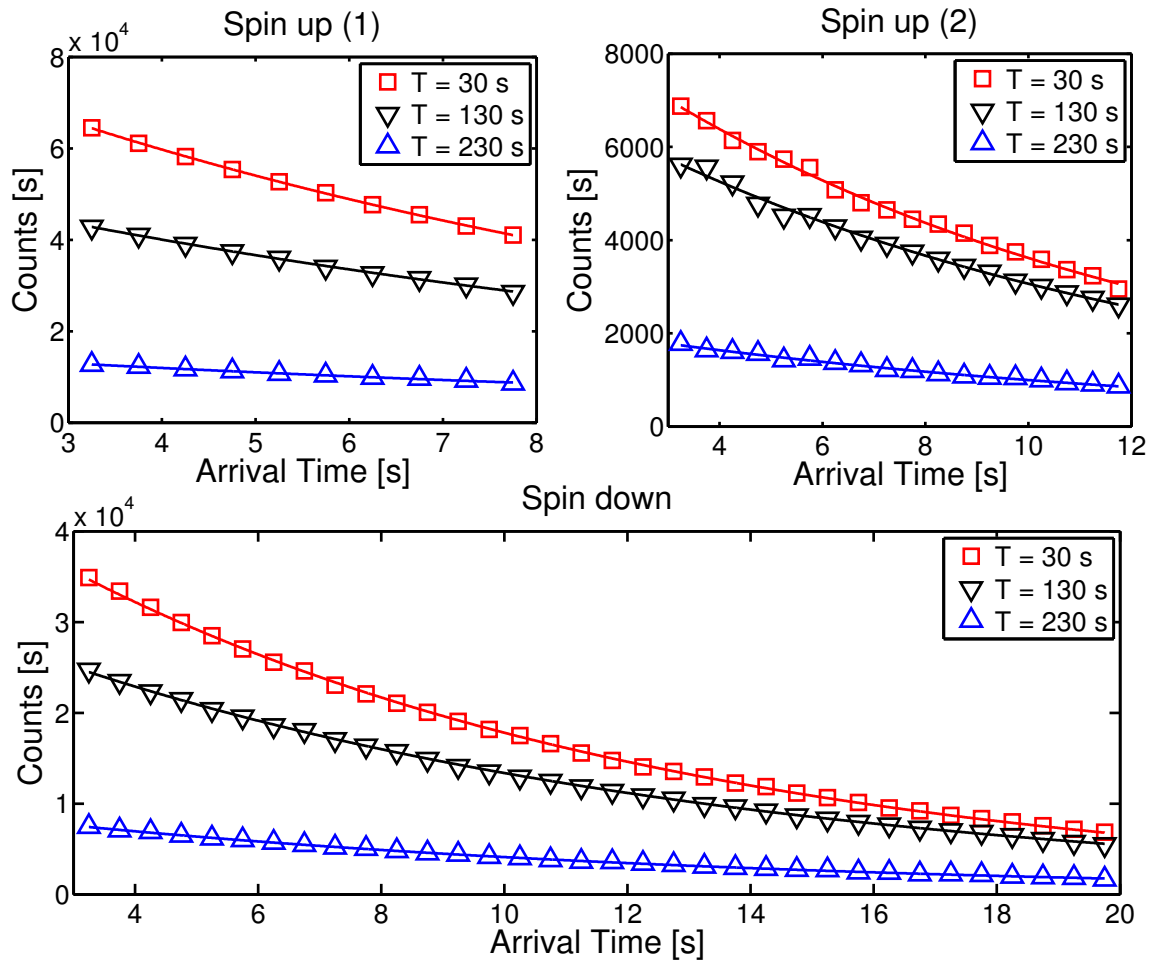 Spin up (1)
x 10^4
8
6
4
2
0
3 4 5 6 7 8
Counts [s]
Arrival Time [s]
T = 30 s
T = 130 s
T = 230 s
Spin up (2)
8000
6000
4000
2000
0
4 6 8 10 12
Counts [s]
Arrival Time [s]
T = 30 s
T = 130 s
T = 230 s
Spin down
x 10^4
4
3
2
1
0
4 6 8 10 12 14 16 18 20
Counts [s]
Arrival Time [s]
T = 30 s
T = 130 s
T = 230 s